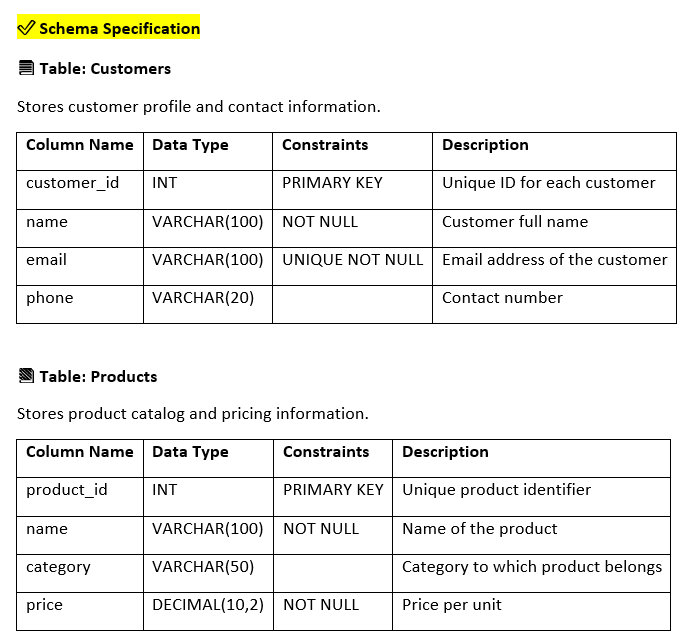 Schema Specification
Table: Customers
Stores customer profile and contact information.
Column Name Data Type Constraints Description
customer_id INT PRIMARY KEY Unique ID for each customer
name VARCHAR(100) NOT NULL Customer full name
email VARCHAR(100) UNIQUE NOT NULL Email address of the customer
phone VARCHAR(20) Contact number
Table: Products
Stores product catalog and pricing information.
Column Name Data Type Constraints Description
product_id INT PRIMARY KEY Unique product identifier
name VARCHAR(100) NOT NULL Name of the product
category VARCHAR(50) Category to which product belongs
price DECIMAL(10,2) NOT NULL Price per unit